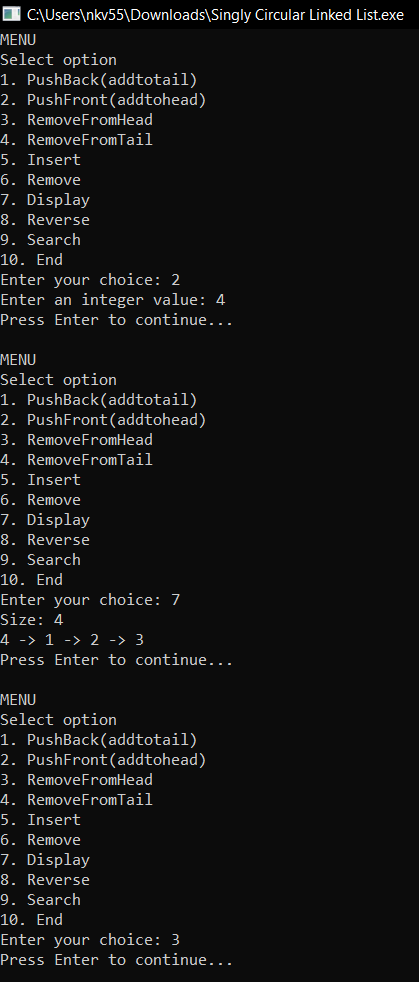 C:\Users\nkv55\Downloads\Singly Circular Linked List.exe
MENU
Select option
1. PushBack(addtotail)
2. PushFront(addtohead)
3. RemoveFromHead
4. RemoveFromTail
5. Insert
6. Remove
7. Display
8. Reverse
9. Search
10. End
Enter your choice: 2
Enter an integer value: 4
Press Enter to continue...
MENU
Select option
1. PushBack(addtotail)
2. PushFront(addtohead)
3. RemoveFromHead
4. RemoveFromTail
5. Insert
6. Remove
7. Display
8. Reverse
9. Search
10. End
Enter your choice: 7
Size: 4
4 -> 1 -> 2 -> 3
Press Enter to continue...
MENU
Select option
1. PushBack(addtotail)
2. PushFront(addtohead)
3. RemoveFromHead
4. RemoveFromTail
5. Insert
6. Remove
7. Display
8. Reverse
9. Search
10. End
Enter your choice: 3
Press Enter to continue...